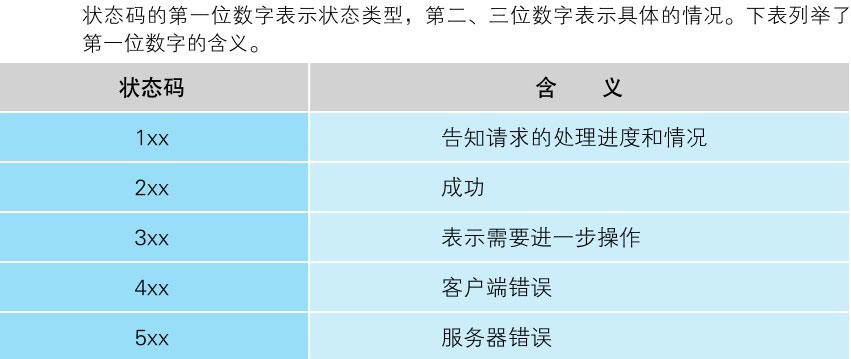 状态码的第一位数字表示状态类型，第二、三位数字表示具体的情况。下表列举了
第一位数字的含义。
状态码 含 义
1xx 告知请求的处理进度和情况
2xx 成功
3xx 表示需要进一步操作
4xx 客户端错误
5xx 服务器错误